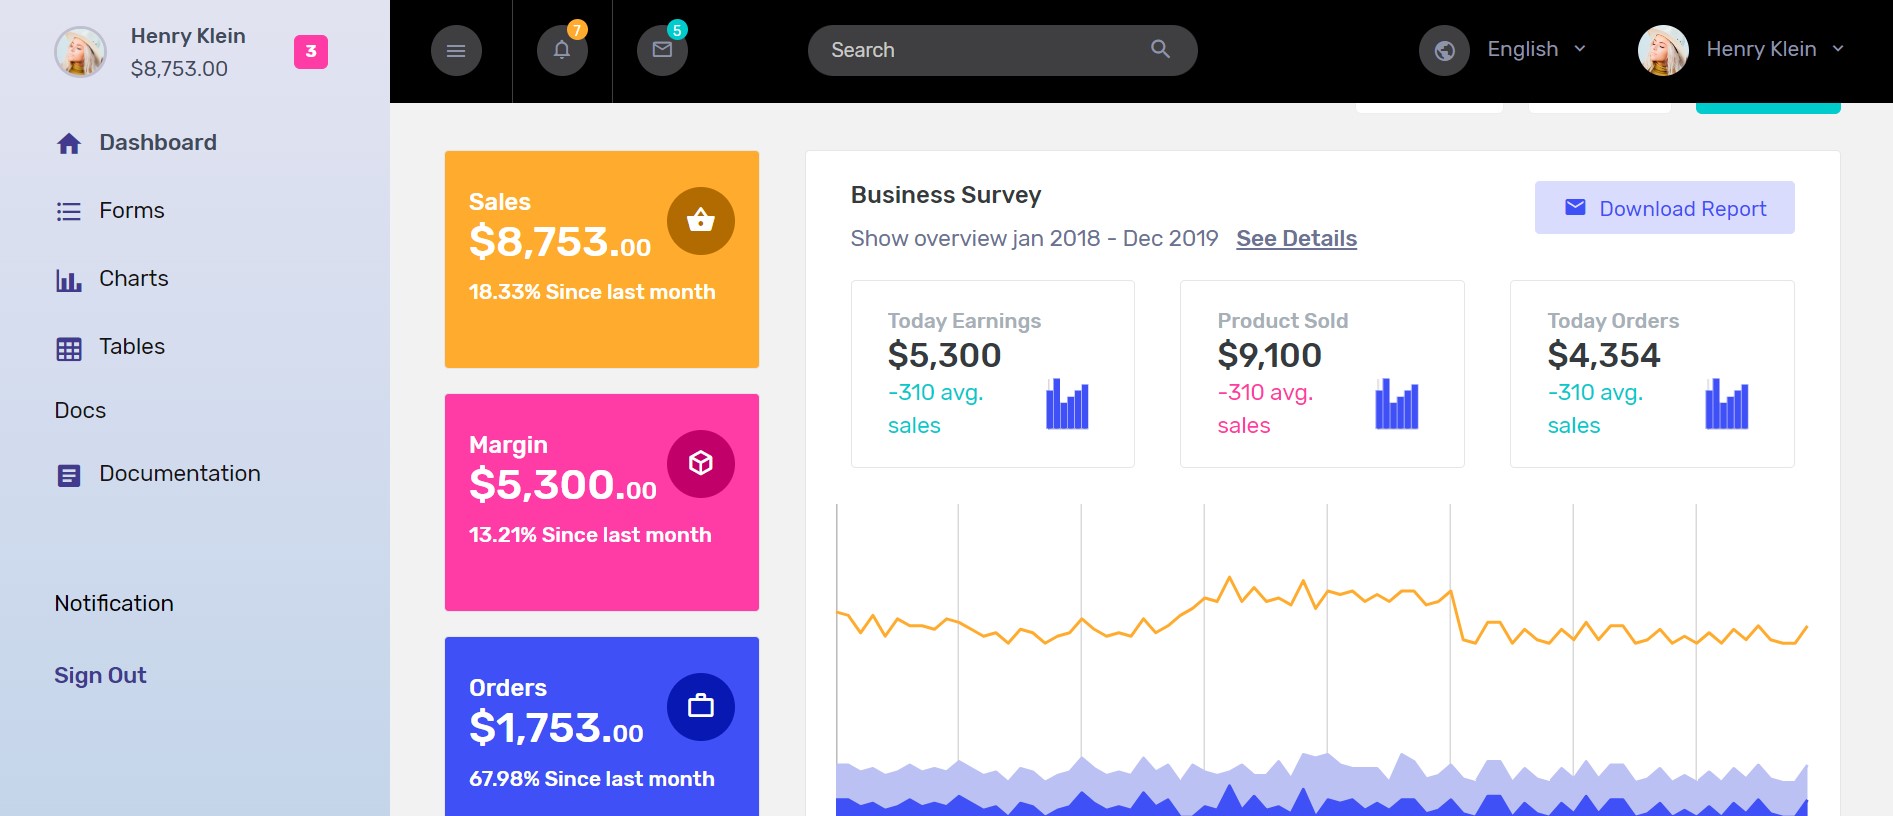 Henry Klein
$8,753.00
3
Dashboard
Forms
Charts
Tables
Docs
Documentation
Notification
Sign Out
7
5
Search
English
Henry Klein
Sales
$8,753.00
18.33% Since last month
Margin
$5,300.00
13.21% Since last month
Orders
$1,753.00
67.98% Since last month
Business Survey
Show overview jan 2018 - Dec 2019 See Details
Download Report
Today Earnings
$5,300
-310 avg.
sales
Product Sold
$9,100
-310 avg.
sales
Today Orders
$4,354
-310 avg.
sales